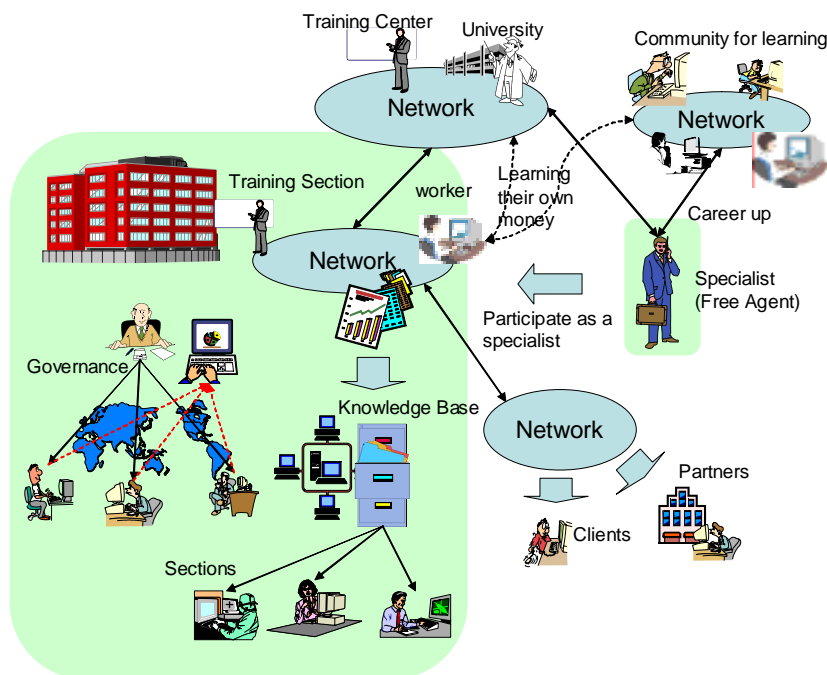 Training Center
University
Community for learning
Network
Network
Training Section
worker
Learning
their own
money
Career up
Network
Specialist
(Free Agent)
Participate as a
specialist
Governance
Knowledge Base
Network
Partners
Clients
Sections